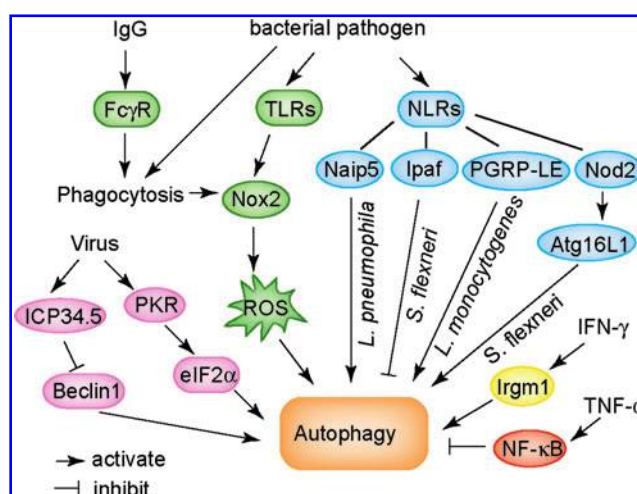 IgG
bacterial pathogen
FcγR
TLRs
NLRs
Naip5
Ipaf
PGRP-LE
Nod2
Phagocytosis
Nox2
Atg16L1
Virus
L. pneumophila
S. flexneri
L. monocytogenes
S. flexneri
ICP34.5
PKR
ROS
IFN-γ
Beclin1
eIF2α
Irgm1
TNF-α
Autophagy
NF-κB
activate
inhibit